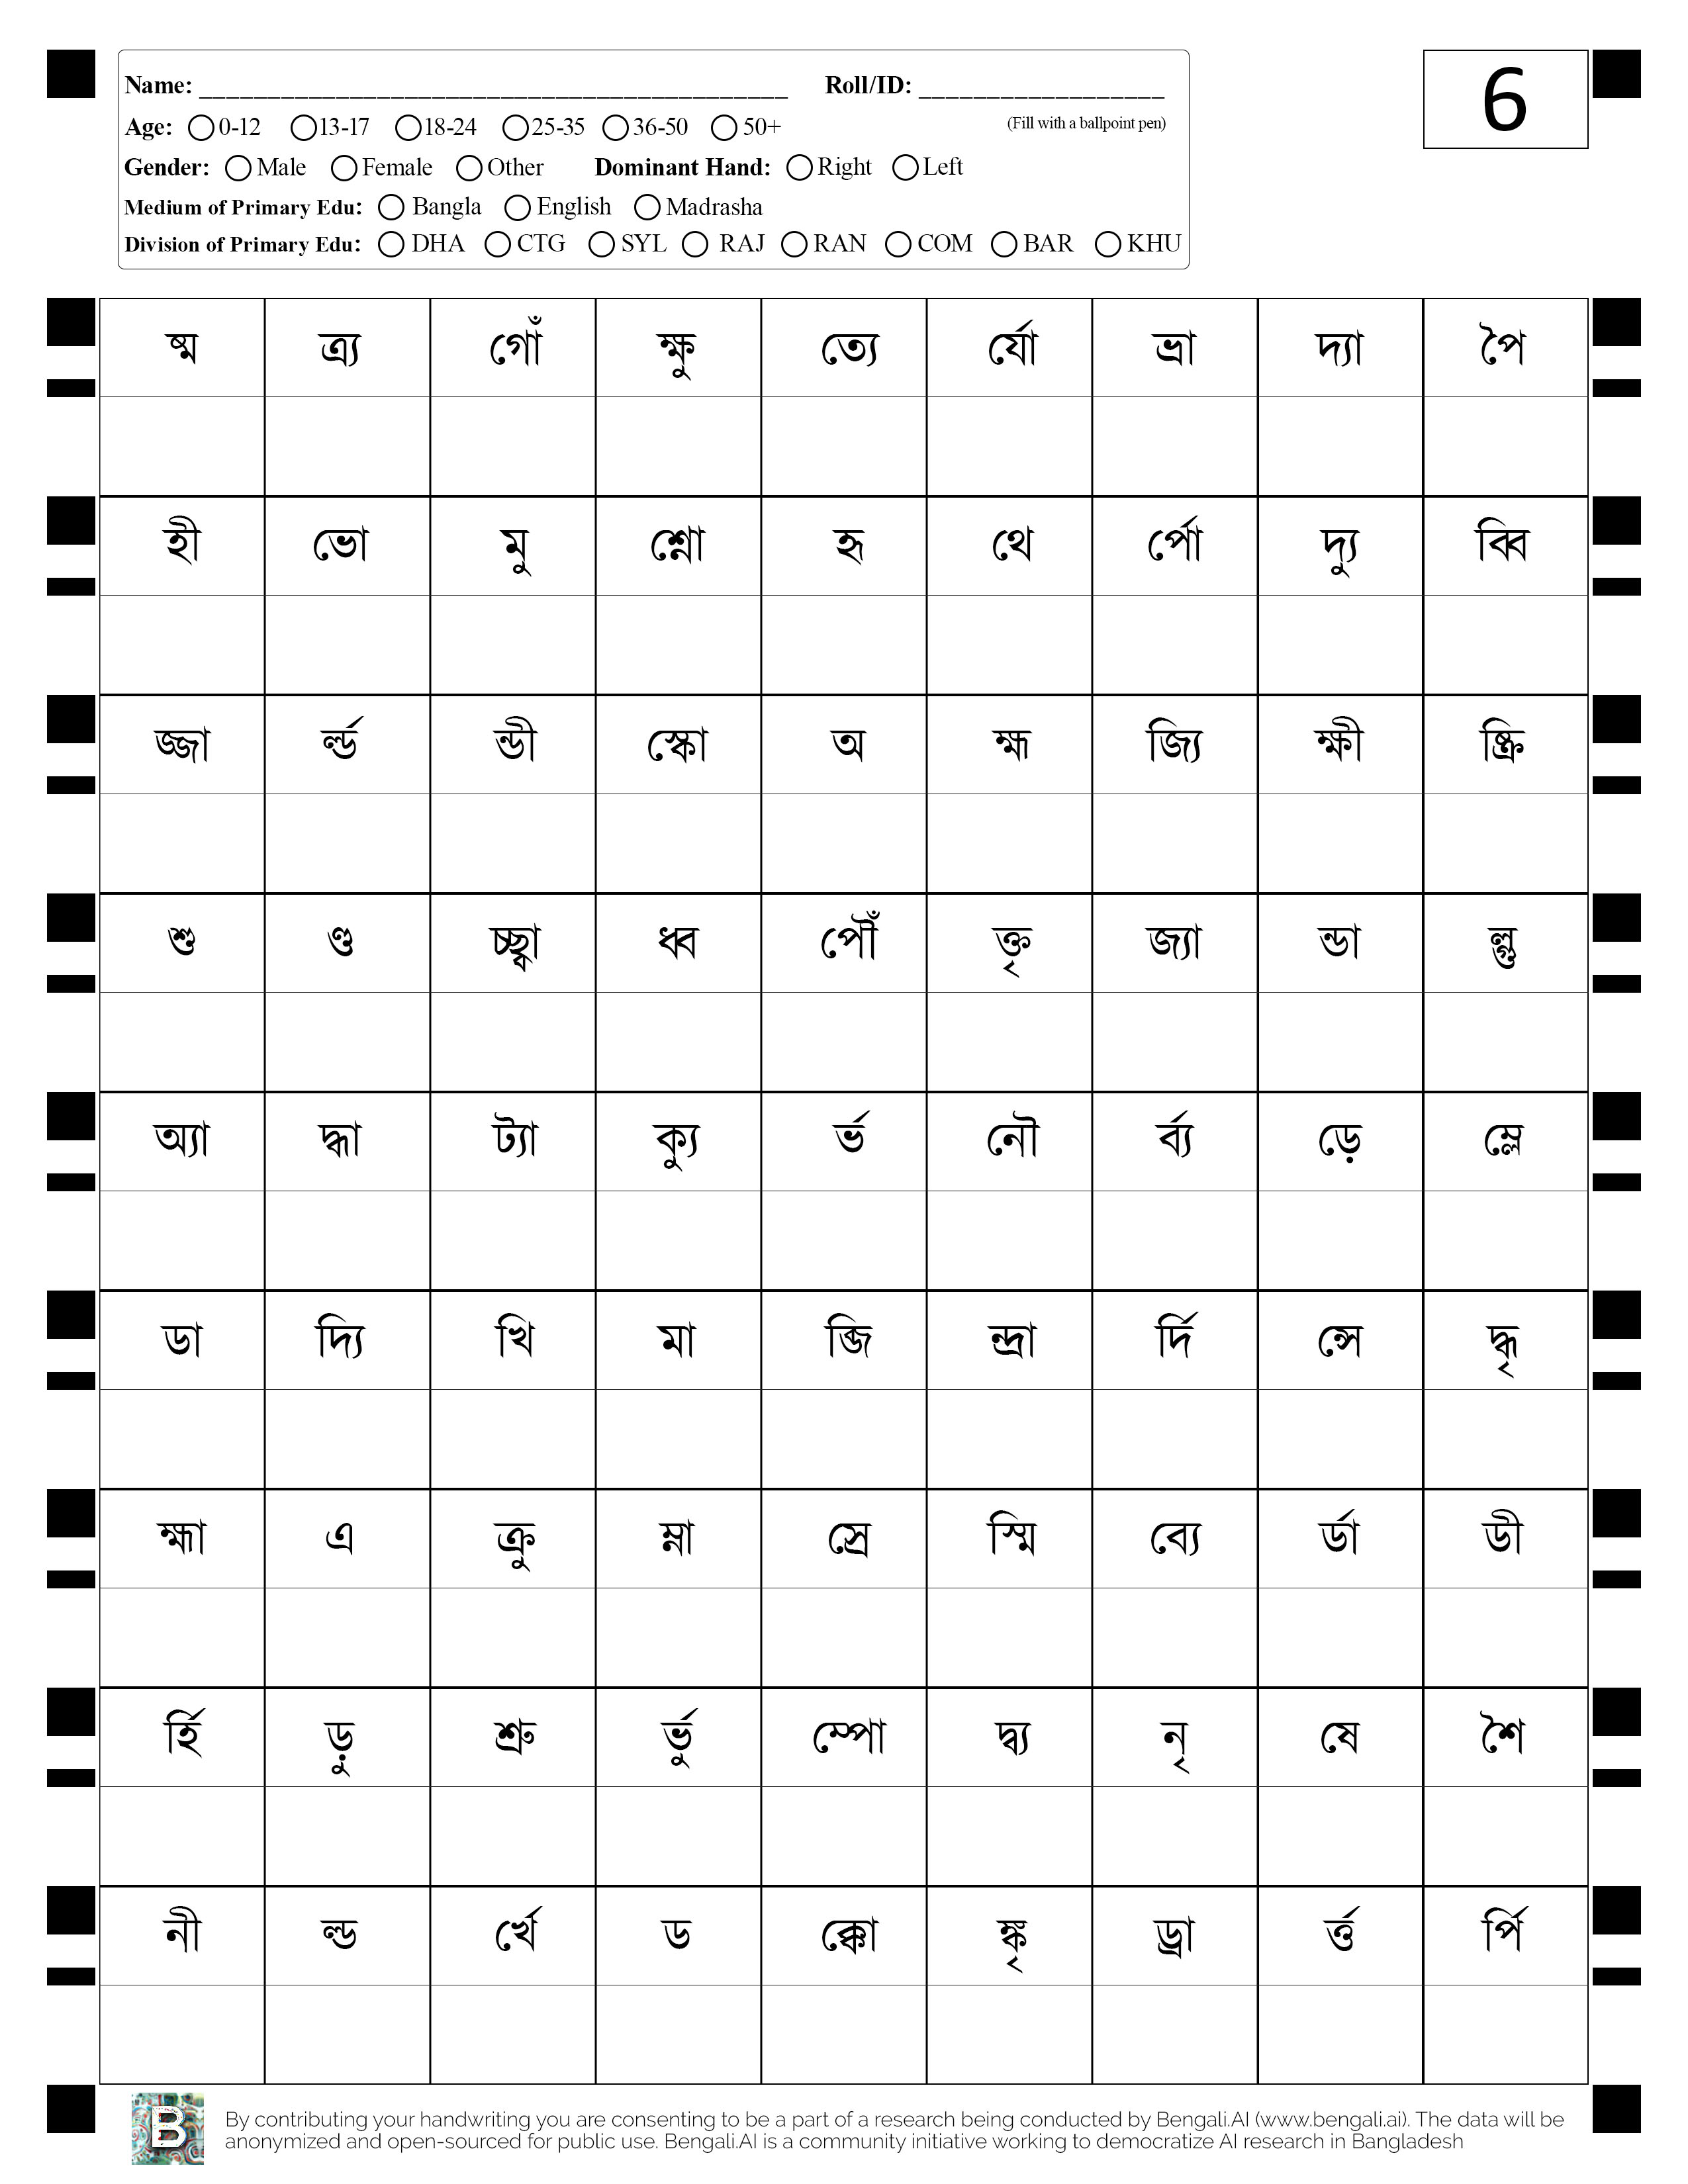 Name: ___________________________________________ Roll/ID: __________________ 6
Age: 0-12 13-17 18-24 25-35 36-50 50+ (Fill with a ballpoint pen)
Gender: Male Female Other Dominant Hand: Right Left
Medium of Primary Edu: Bangla English Madrasha
Division of Primary Edu: DHA CTG SYL RAJ RAN COM BAR KHU
ষ্ম ত্র্য গোঁ ক্ষু ত্যে র্যো ভ্রা দ্যা পৈ
হী ভো মু শ্নো হৃ থে র্পো দ্যু ব্বি
জ্জা র্ল্ড ন্ডী স্কো অ হ্ম জ্যি ক্ষী ষ্ক্রি
শু ণ্ড চ্ছ্বা ধ্ব পৌঁ ক্তৃ জ্যা ন্ডা ল্গু
অ্যা দ্ধা ট্যা ক্যু র্ভ নৌ র্ব্য ড়ে ম্লে
ডা দ্যি খি মা ব্জি ন্দ্রা র্দি ন্সে দ্ধৃ
হ্মা এ ক্রু ম্না স্রে স্মি ব্যে র্ডা ডী
র্হি ড়ু শ্রু র্ভু ম্পো দ্ব্য নৃ ষে শৈ
নী ল্ড র্খে ড ক্কো ঙ্কৃ ড্রা র্ত্ত র্পি
B By contributing your handwriting you are consenting to be a part of a research being conducted by Bengali.AI (www.bengali.ai). The data will be
anonymized and open-sourced for public use. Bengali.AI is a community initiative working to democratize AI research in Bangladesh